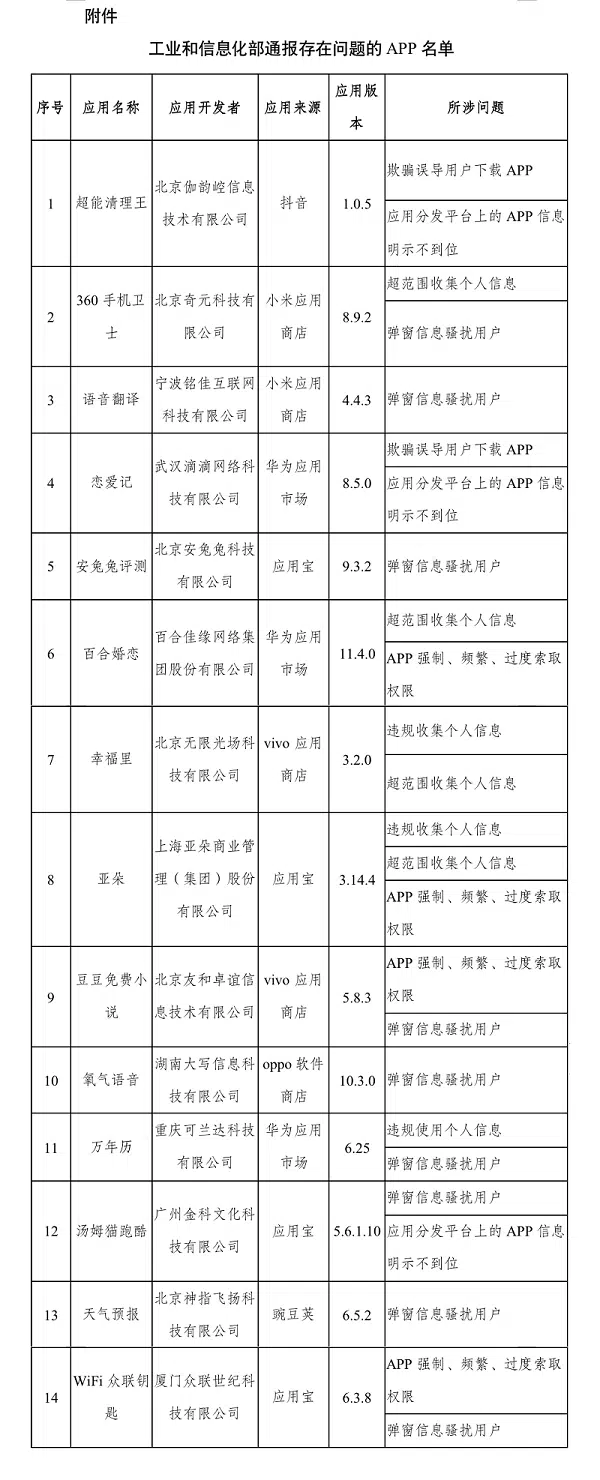 附件
工业和信息化部通报存在问题的 APP 名单
序号 应用名称 应用开发者 应用来源 应用版
本 所涉问题
1 超能清理王 北京伽韵崆信息
技术有限公司 抖音 1.0.5 欺骗误导用户下载 APP
应用分发平台上的 APP 信息
明示不到位
2 360 手机卫
士 北京奇元科技有
限公司 小米应用
商店 8.9.2 超范围收集个人信息
弹窗信息骚扰用户
3 语音翻译 宁波铭佳互联网
科技有限公司 小米应用
商店 4.4.3 弹窗信息骚扰用户
4 恋爱记 武汉滴滴网络科
技有限公司 华为应用
市场 8.5.0 欺骗误导用户下载 APP
应用分发平台上的 APP 信息
明示不到位
5 安兔兔评测 北京安兔兔科技
有限公司 应用宝 9.3.2 弹窗信息骚扰用户
6 百合婚恋 百合佳缘网络集
团股份有限公司 华为应用
市场 11.4.0 超范围收集个人信息
APP 强制、频繁、过度索取
权限
7 幸福里 北京无限光场科
技有限公司 vivo 应用
商店 3.2.0 违规收集个人信息
超范围收集个人信息
8 亚朵 上海亚朵商业管
理（集团）股份
有限公司 应用宝 3.14.4 违规收集个人信息
超范围收集个人信息
APP 强制、频繁、过度索取
权限
9 豆豆免费小
说 北京友和卓谊信
息技术有限公司 vivo 应用
商店 5.8.3 APP 强制、频繁、过度索取
权限
弹窗信息骚扰用户
10 氧气语音 湖南大写信息科
技有限公司 oppo 软件
商店 10.3.0 弹窗信息骚扰用户
11 万年历 重庆可兰达科技
有限公司 华为应用
市场 6.25 违规使用个人信息
弹窗信息骚扰用户
12 汤姆猫跑酷 广州金科文化科
技有限公司 应用宝 5.6.1.10 弹窗信息骚扰用户
应用分发平台上的 APP 信息
明示不到位
13 天气预报 北京神指飞扬科
技有限公司 豌豆荚 6.5.2 弹窗信息骚扰用户
14 WiFi 众联钥
匙 厦门众联世纪科
技有限公司 应用宝 6.3.8 APP 强制、频繁、过度索取
权限
弹窗信息骚扰用户